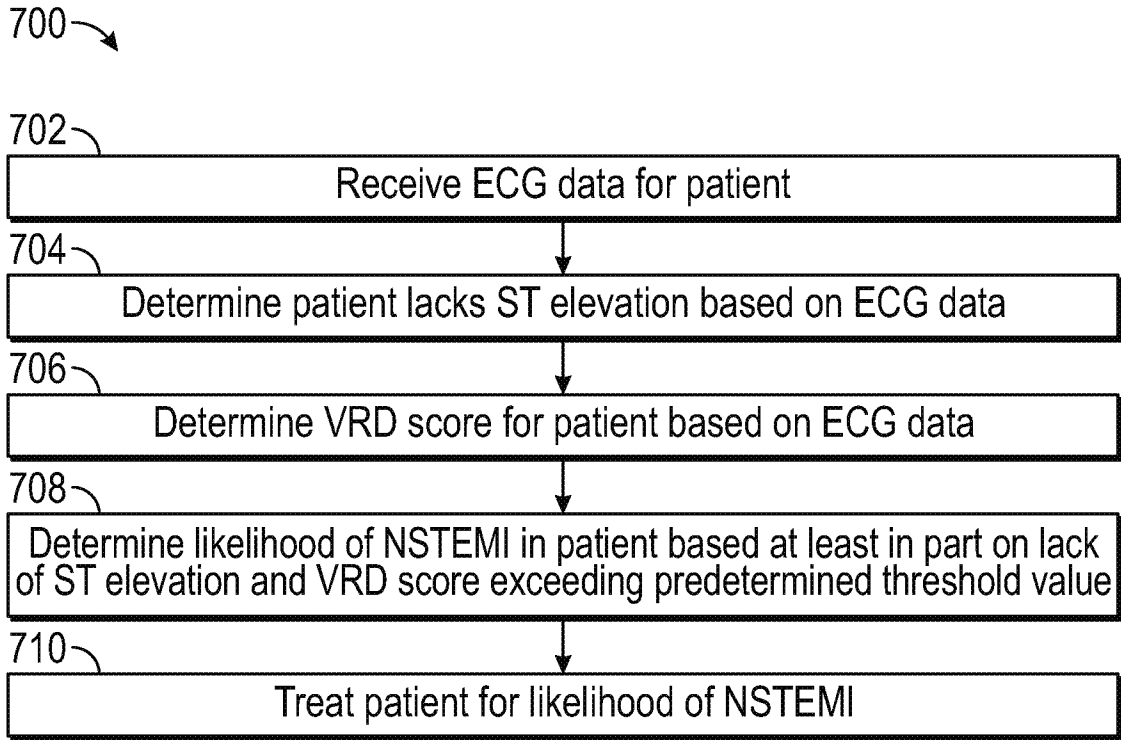 700
702
Receive ECG data for patient
704
Determine patient lacks ST elevation based on ECG data
706
Determine VRD score for patient based on ECG data
708
Determine likelihood of NSTEMI in patient based at least in part on lack
of ST elevation and VRD score exceeding predetermined threshold value
710
Treat patient for likelihood of NSTEMI